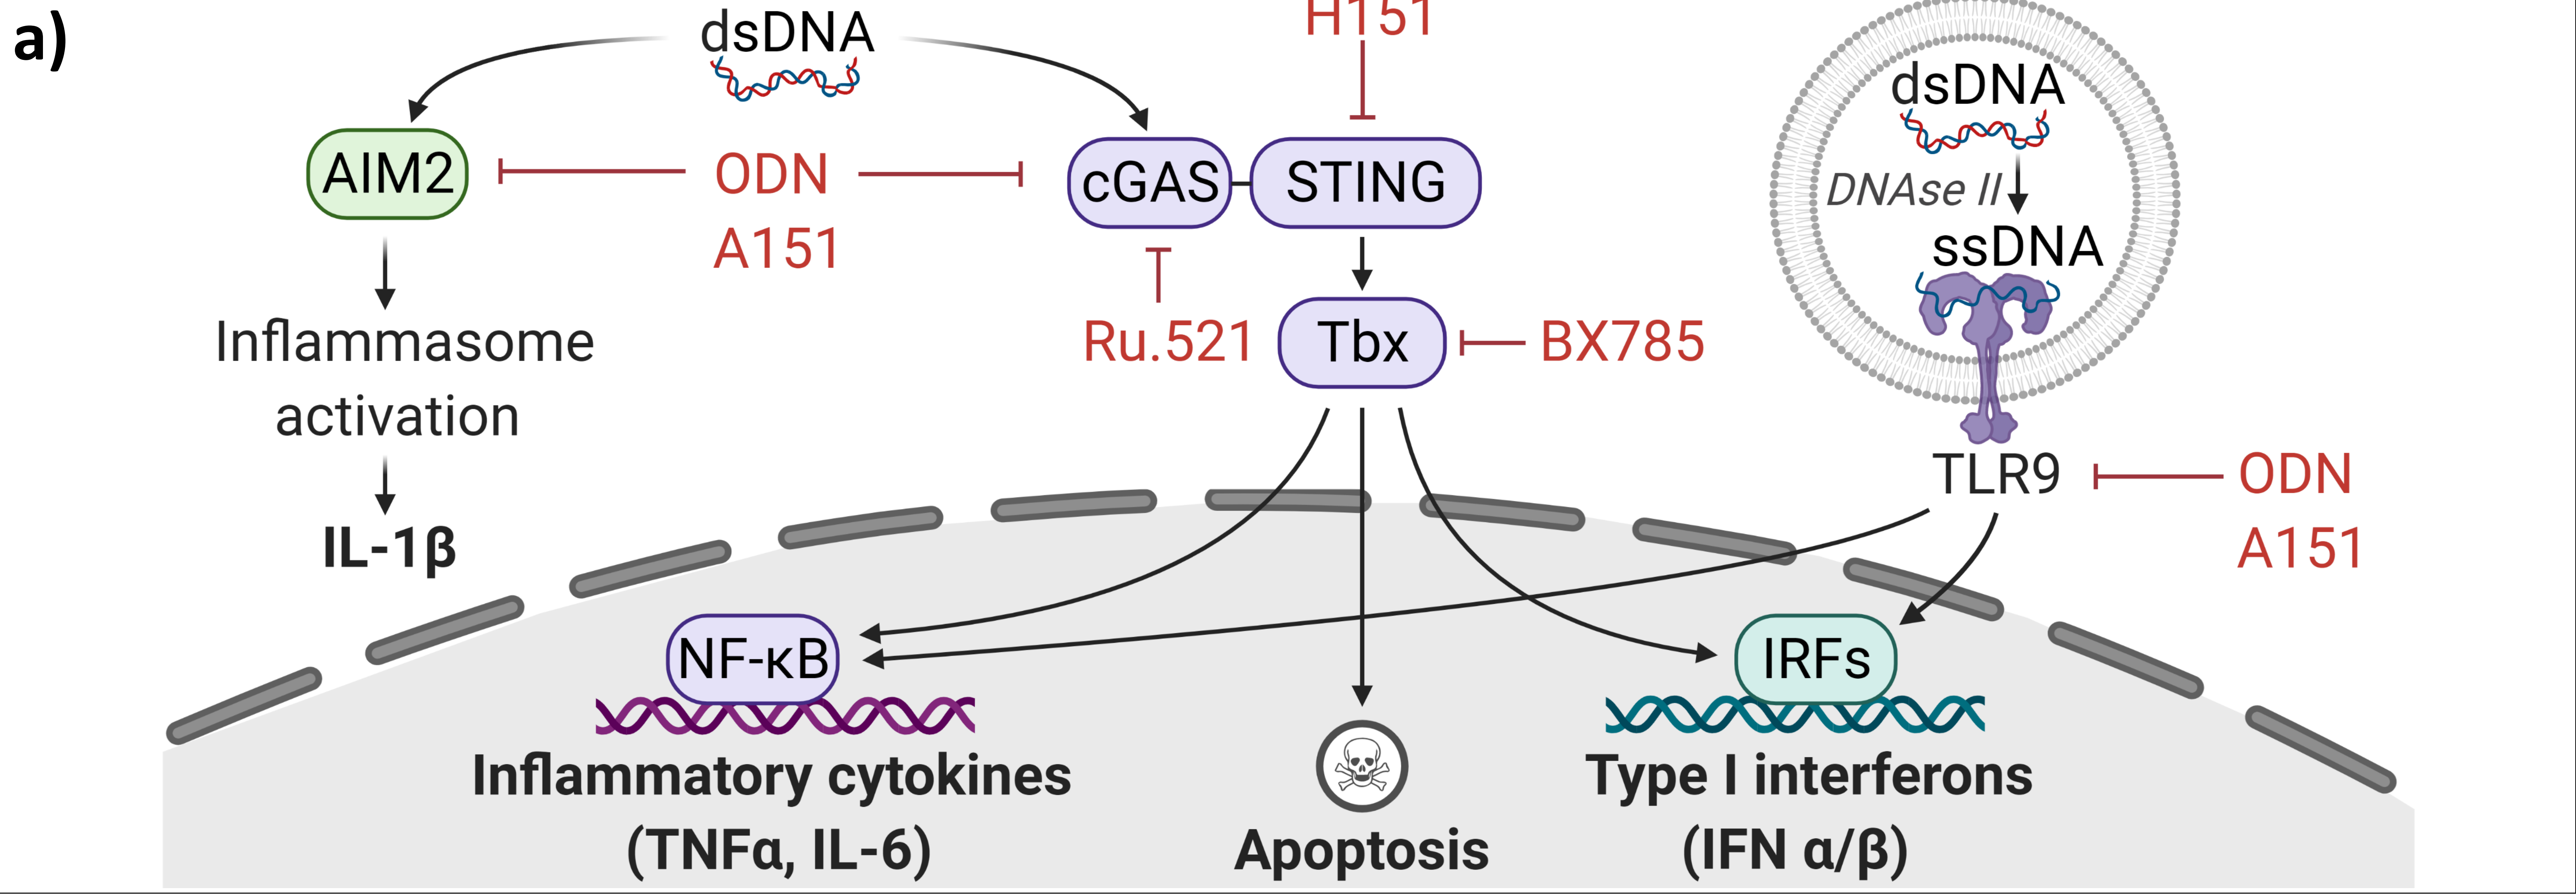 a)
dsDNA
H151
dsDNA
DNAse II
ssDNA
AIM2
ODN
A151
cGAS
STING
Inflammasome
activation
IL-1β
Ru.521
Tbx
BX785
TLR9
ODN
A151
NF-κB
IRFs
Inflammatory cytokines
(TNFα, IL-6)
Apoptosis
Type I interferons
(IFN α/β)